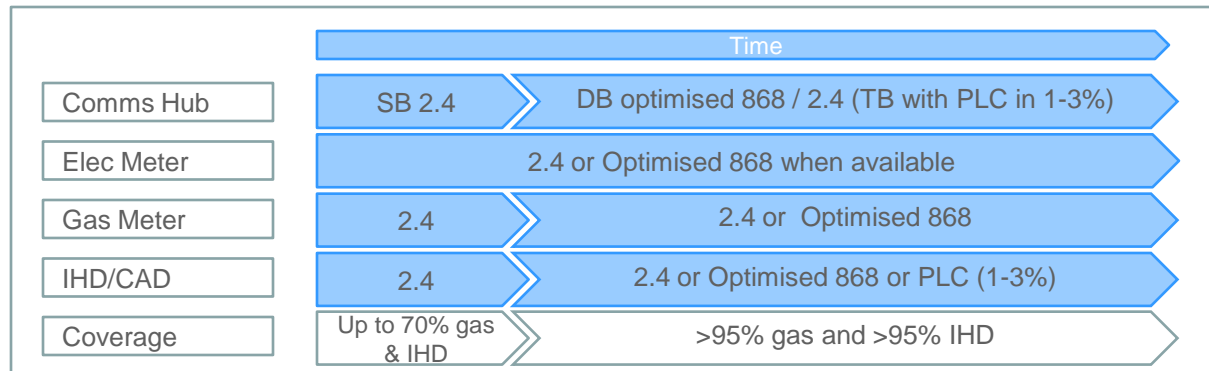 Time
Comms Hub
SB 2.4
DB optimised 868 / 2.4 (TB with PLC in 1-3%)
Elec Meter
2.4 or Optimised 868 when available
Gas Meter
2.4
2.4 or Optimised 868
IHD/CAD
2.4
2.4 or Optimised 868 or PLC (1-3%)
Coverage
Up to 70% gas
& IHD
>95% gas and >95% IHD